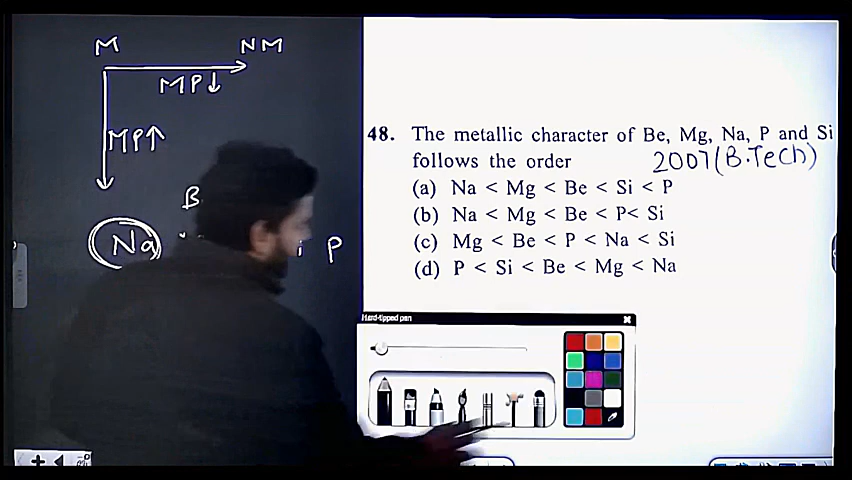 M NM
MP↓
MP↑
B
Na i P
48. The metallic character of Be, Mg, Na, P and Si
follows the order 2007(B.Tech)
(a) Na < Mg < Be < Si < P
(b) Na < Mg < Be < P< Si
(c) Mg < Be < P < Na < Si
(d) P < Si < Be < Mg < Na
Hard-tipped pen